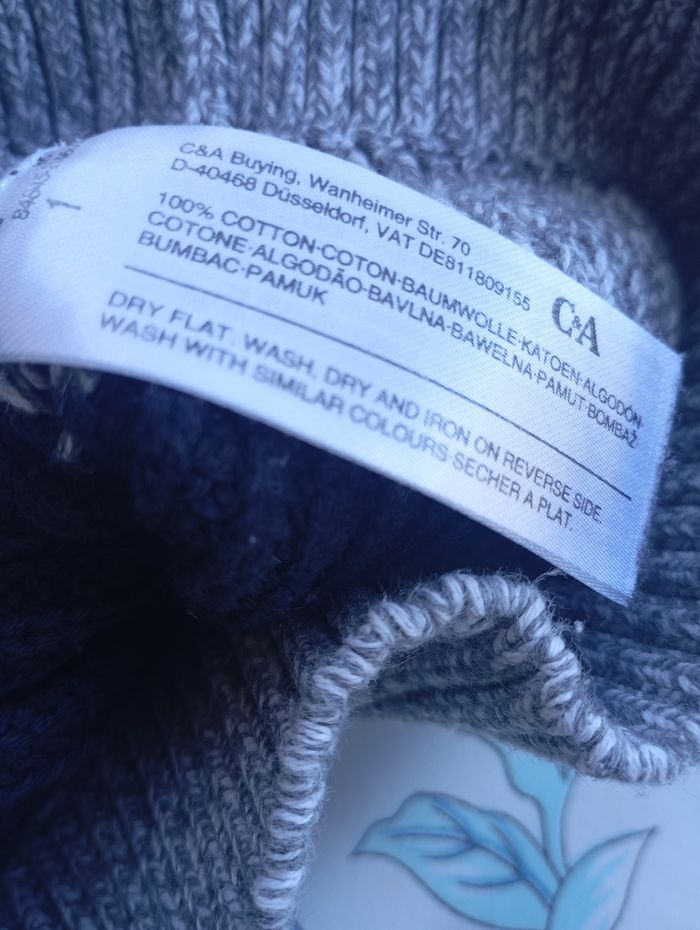 C&A Buying, Wanheimer Str. 70
D-40468 Düsseldorf, VAT DE811809155
C&A
100% COTTON·COTON·BAUMWOLLE·KATOEN·ALGODÓN·
COTONE·ALGODÃO·BAVLNA·BAWEŁNA·PAMUT·BOMBAŽ
BUMBAC·PAMUK
DRY FLAT. WASH, DRY AND IRON ON REVERSE SIDE.
WASH WITH SIMILAR COLOURS·SECHER A PLAT.
1